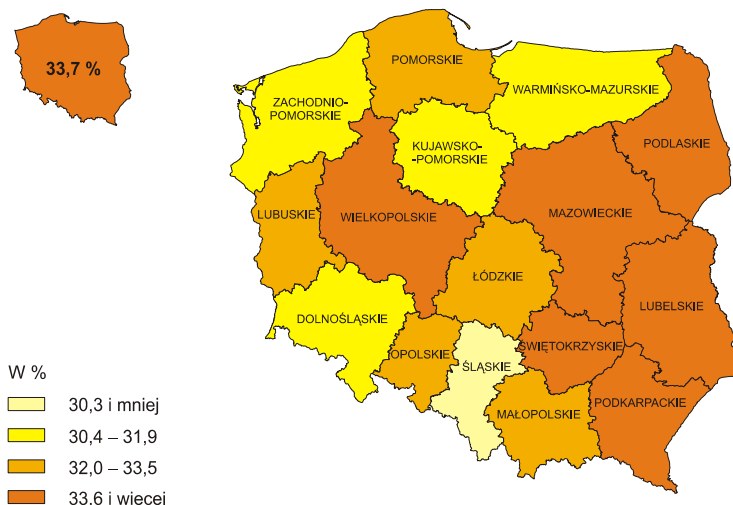 33,7 %
POMORSKIE
ZACHODNIO-
POMORSKIE
WARMIŃSKO-MAZURSKIE
PODLASKIE
KUJAWSKO-
-POMORSKIE
LUBUSKIE
WIELKOPOLSKIE
MAZOWIECKIE
ŁÓDZKIE
LUBELSKIE
DOLNOŚLĄSKIE
OPOLSKIE
ŚLĄSKIE
ŚWIĘTOKRZYSKIE
MAŁOPOLSKIE
PODKARPACKIE
W %
30,3 i mniej
30,4 – 31,9
32,0 – 33,5
33,6 i wiecej